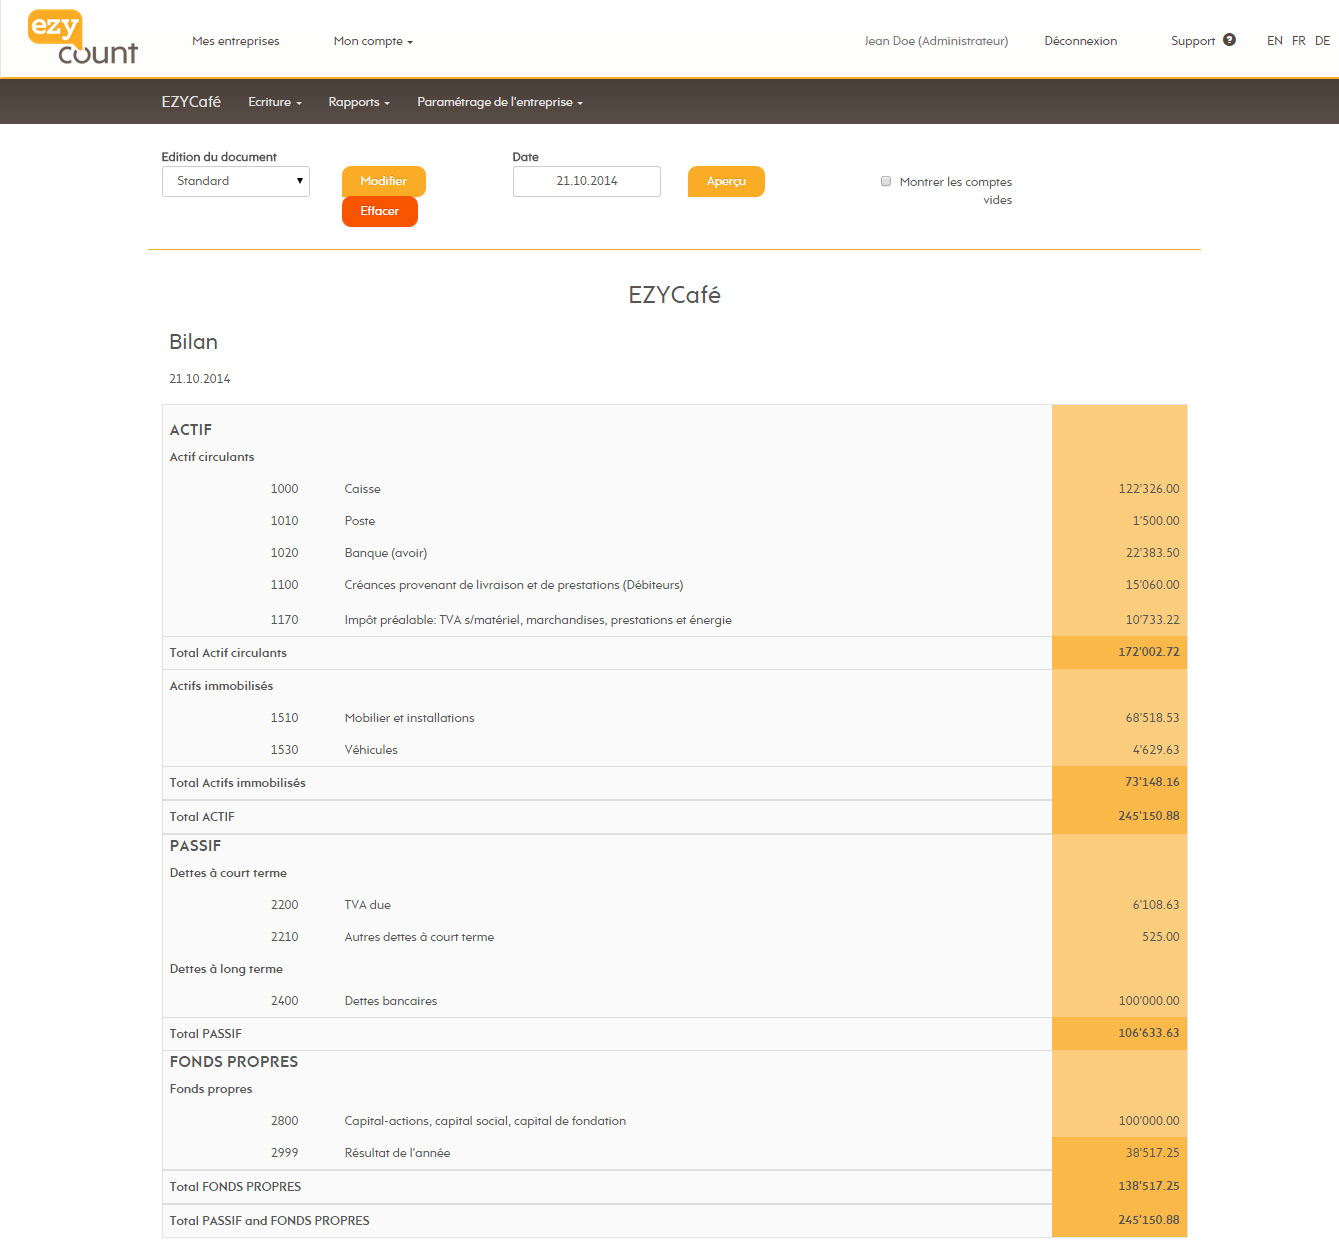 ezy
count
Mes entreprises Mon compte Jean Doe (Administrateur) Déconnexion Support ? EN FR DE
EZYCafé Ecriture Rapports Paramétrage de l'entreprise
Edition du document Date
Standard Modifier 21.10.2014 Aperçu Montrer les comptes
vides
Effacer
EZYCafé
Bilan
21.10.2014
ACTIF
Actif circulants
1000 Caisse 122'326.00
1010 Poste 1'500.00
1020 Banque (avoir) 22'383.50
1100 Créances provenant de livraison et de prestations (Débiteurs) 15'060.00
1170 Impôt préalable: TVA s/matériel, marchandises, prestations et énergie 10'733.22
Total Actif circulants 172'002.72
Actifs immobilisés
1510 Mobilier et installations 68'518.53
1530 Véhicules 4'629.63
Total Actifs immobilisés 73'148.16
Total ACTIF 245'150.88
PASSIF
Dettes à court terme
2200 TVA due 6'108.63
2210 Autres dettes à court terme 525.00
Dettes à long terme
2400 Dettes bancaires 100'000.00
Total PASSIF 106'633.63
FONDS PROPRES
Fonds propres
2800 Capital-actions, capital social, capital de fondation 100'000.00
2999 Résultat de l'année 38'517.25
Total FONDS PROPRES 138'517.25
Total PASSIF and FONDS PROPRES 245'150.88